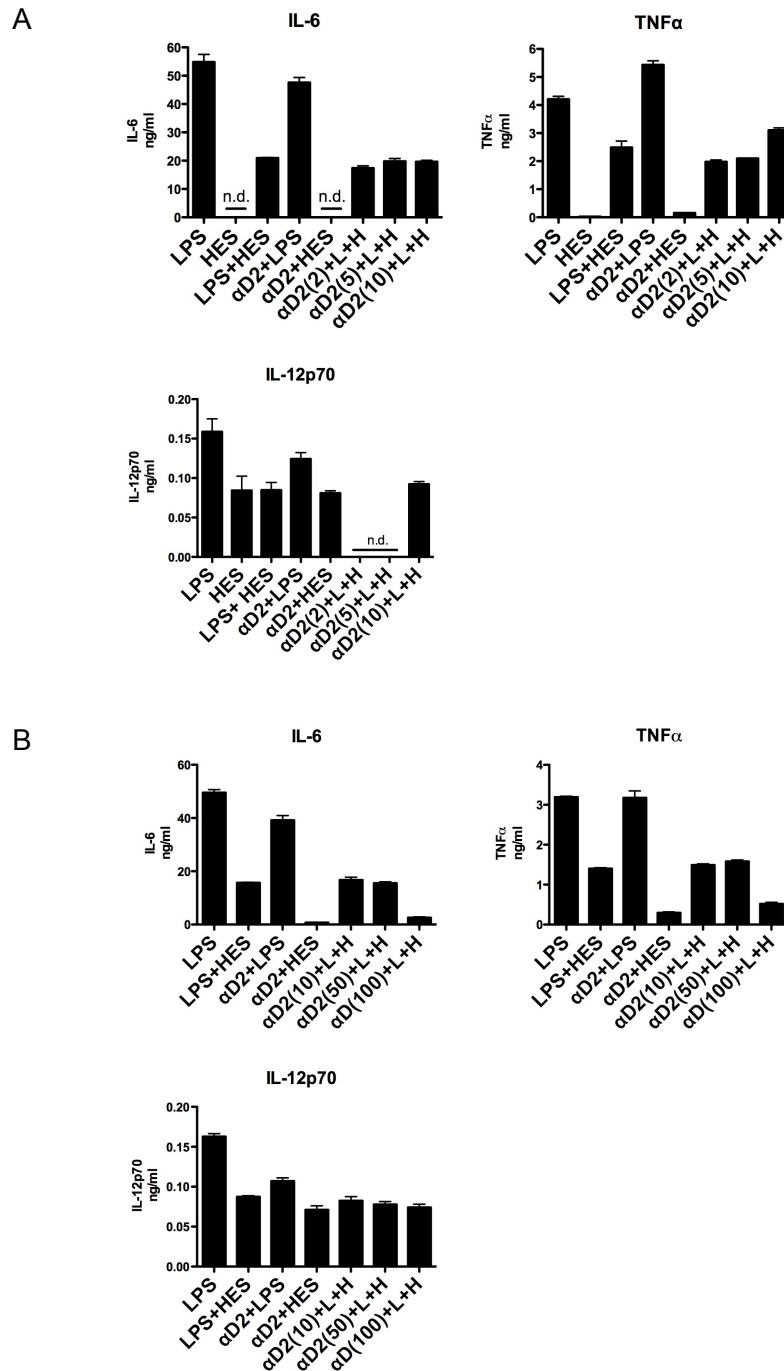 A
IL-6
60
50
40
30
20
10
0
IL-6
ng/ml
n.d.
n.d.
LPS
HES
LPS+HES
αD2+LPS
αD2+HES
αD2(2)+L+H
αD2(5)+L+H
αD2(10)+L+H
TNFα
6
5
4
3
2
1
0
TNFα
ng/ml
LPS
HES
LPS+HES
αD2+LPS
αD2+HES
αD2(2)+L+H
αD2(5)+L+H
αD2(10)+L+H
IL-12p70
0.20
0.15
0.10
0.05
0.00
IL-12p70
ng/ml
n.d.
LPS
HES
LPS+ HES
αD2+LPS
αD2+HES
αD2(2)+L+H
αD2(5)+L+H
αD2(10)+L+H
B
IL-6
60
40
20
0
IL-6
ng/ml
LPS
LPS+HES
αD2+LPS
αD2+HES
αD2(10)+L+H
αD2(50)+L+H
αD(100)+L+H
TNFα
4
3
2
1
0
TNFα
ng/ml
LPS
LPS+HES
αD2+LPS
αD2+HES
αD2(10)+L+H
αD2(50)+L+H
αD(100)+L+H
IL-12p70
0.20
0.15
0.10
0.05
0.00
IL-12p70
ng/ml
LPS
LPS+HES
αD2+LPS
αD2+HES
αD2(10)+L+H
αD2(50)+L+H
αD(100)+L+H